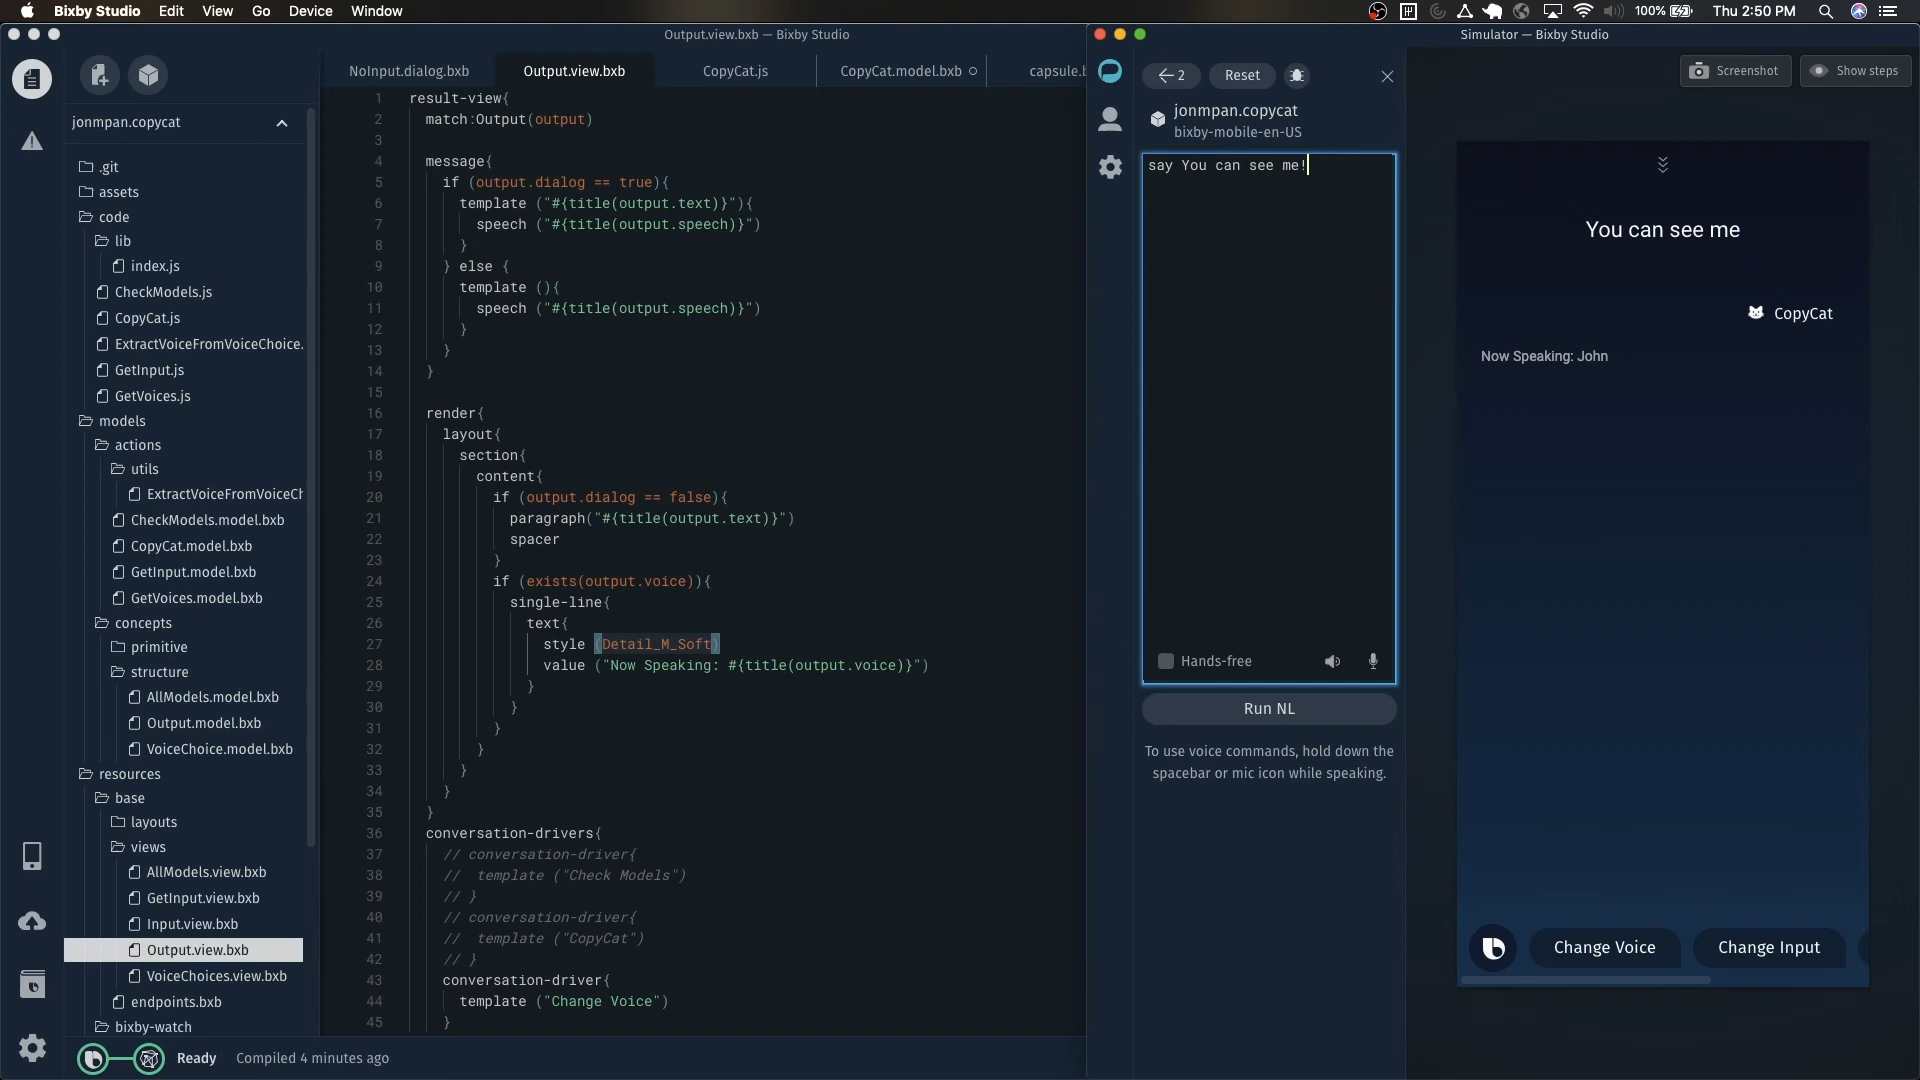 Bixby Studio Edit View Go Device Window
100% Thu 2:50 PM
Output.view.bxb — Bixby Studio
jonmpan.copycat
.git
assets
code
lib
index.js
CheckModels.js
CopyCat.js
ExtractVoiceFromVoiceChoice.
GetInput.js
GetVoices.js
models
actions
utils
ExtractVoiceFromVoiceCh
CheckModels.model.bxb
CopyCat.model.bxb
GetInput.model.bxb
GetVoices.model.bxb
concepts
primitive
structure
AllModels.model.bxb
Output.model.bxb
VoiceChoice.model.bxb
resources
base
layouts
views
AllModels.view.bxb
GetInput.view.bxb
Input.view.bxb
Output.view.bxb
VoiceChoices.view.bxb
endpoints.bxb
bixby-watch
Ready Compiled 4 minutes ago
NoInput.dialog.bxb Output.view.bxb CopyCat.js CopyCat.model.bxb capsule.b
1 result-view{
2 match:Output(output)
3
4 message{
5 if (output.dialog == true){
6 template ("#{title(output.text)}"){
7 speech ("#{title(output.speech)}")
8 }
9 } else {
10 template (){
11 speech ("#{title(output.speech)}")
12 }
13 }
14 }
15
16 render{
17 layout{
18 section{
19 content{
20 if (output.dialog == false){
21 paragraph("#{title(output.text)}")
22 spacer
23 }
24 if (exists(output.voice)){
25 single-line{
26 text{
27 style (Detail_M_Soft)
28 value ("Now Speaking: #{title(output.voice)}")
29 }
30 }
31 }
32 }
33 }
34 }
35 }
36 conversation-drivers{
37 // conversation-driver{
38 // template ("Check Models")
39 // }
40 // conversation-driver{
41 // template ("CopyCat")
42 // }
43 conversation-driver{
44 template ("Change Voice")
45 }
Simulator — Bixby Studio
2 Reset
jonmpan.copycat
bixby-mobile-en-US
say You can see me!
Hands-free
Run NL
To use voice commands, hold down the
spacebar or mic icon while speaking.
Screenshot Show steps
You can see me
CopyCat
Now Speaking: John
Change Voice Change Input